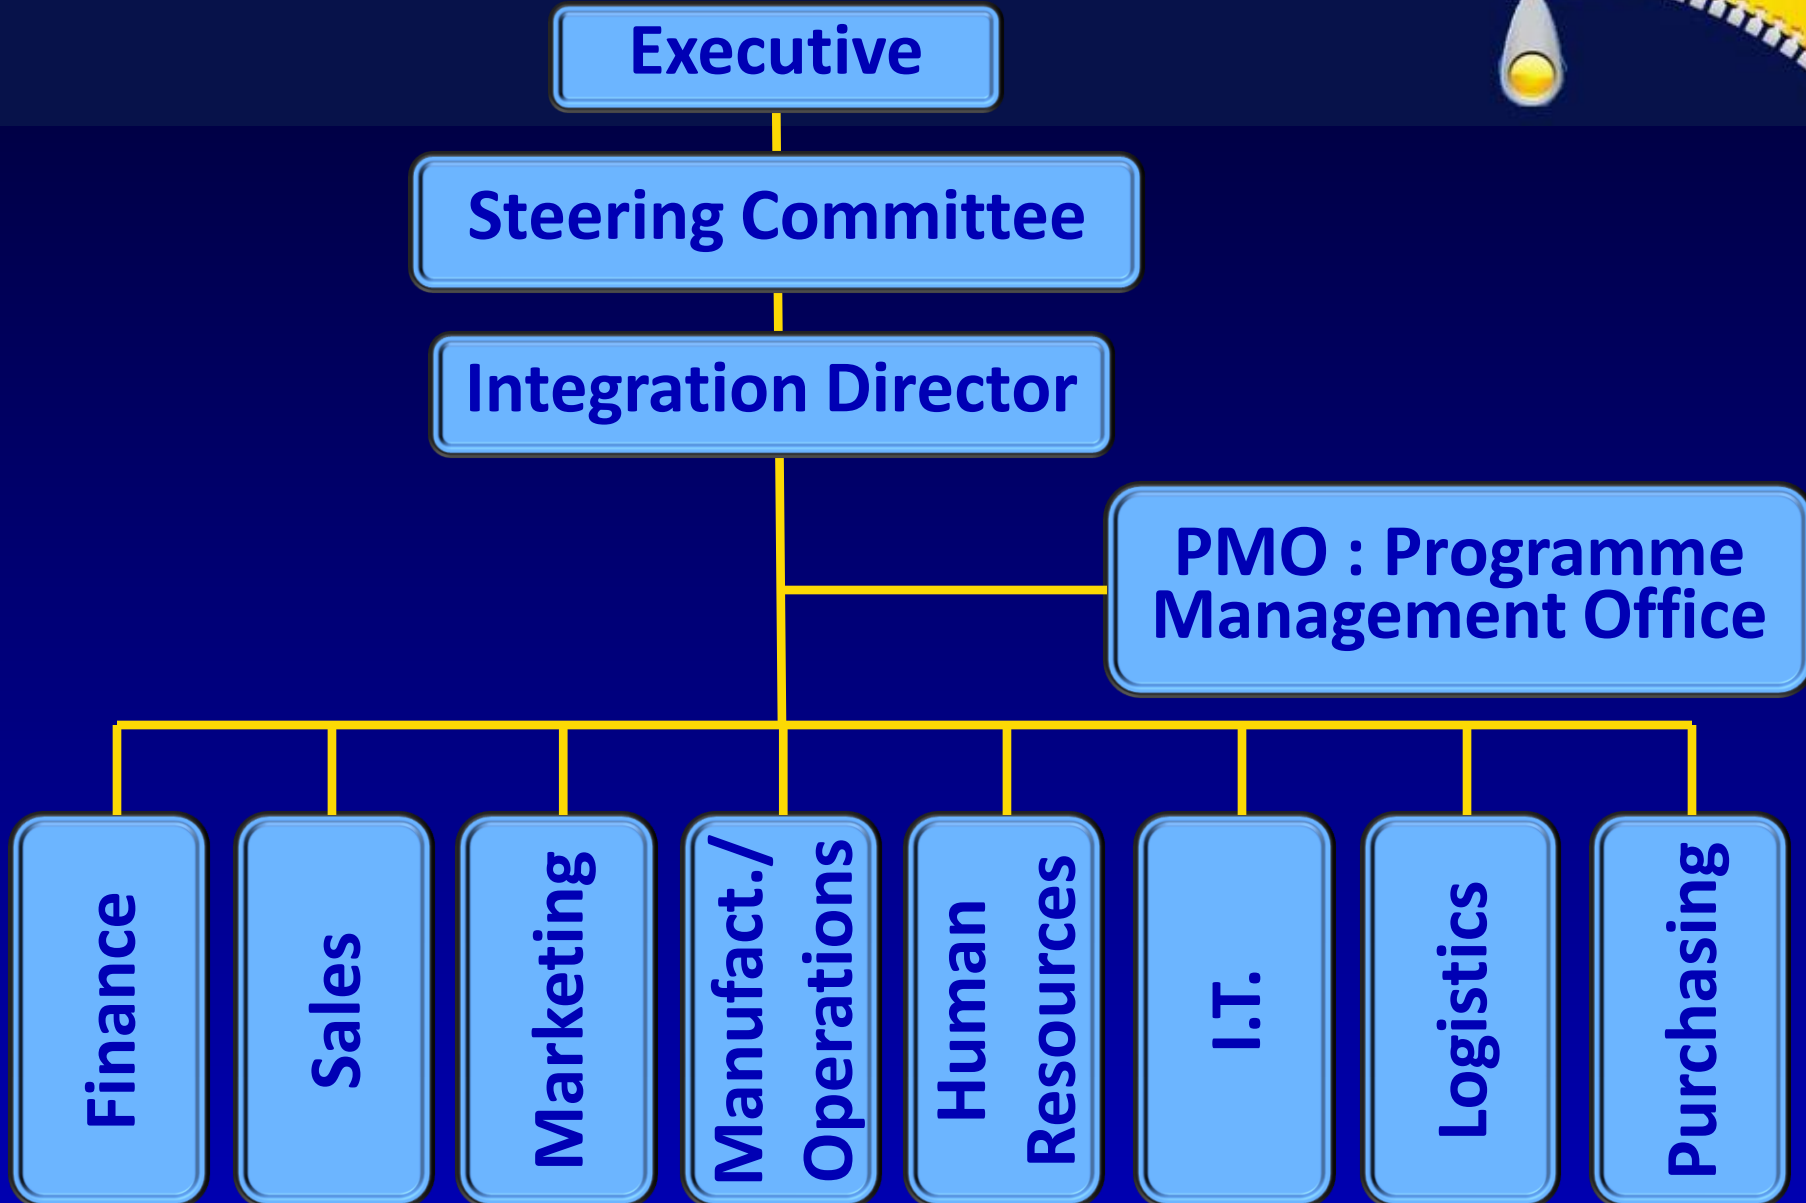 Executive
Steering Committee
Integration Director
PMO : Programme
Management Office
Finance
Sales
Marketing
Manufact./
Operations
Human
Resources
I.T.
Logistics
Purchasing